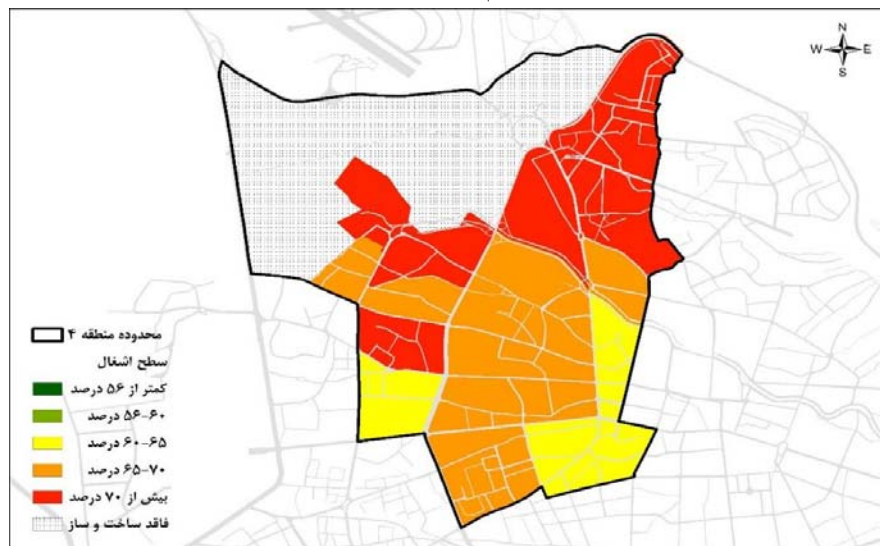 N
W E
S
محدوده منطقه ۴
سطح اشغال
کمتر از ۵۶ درصد
۵۶-۶۰ درصد
۶۰-۶۵ درصد
۶۵-۷۰ درصد
بیش از ۷۰ درصد
فاقد ساخت و ساز